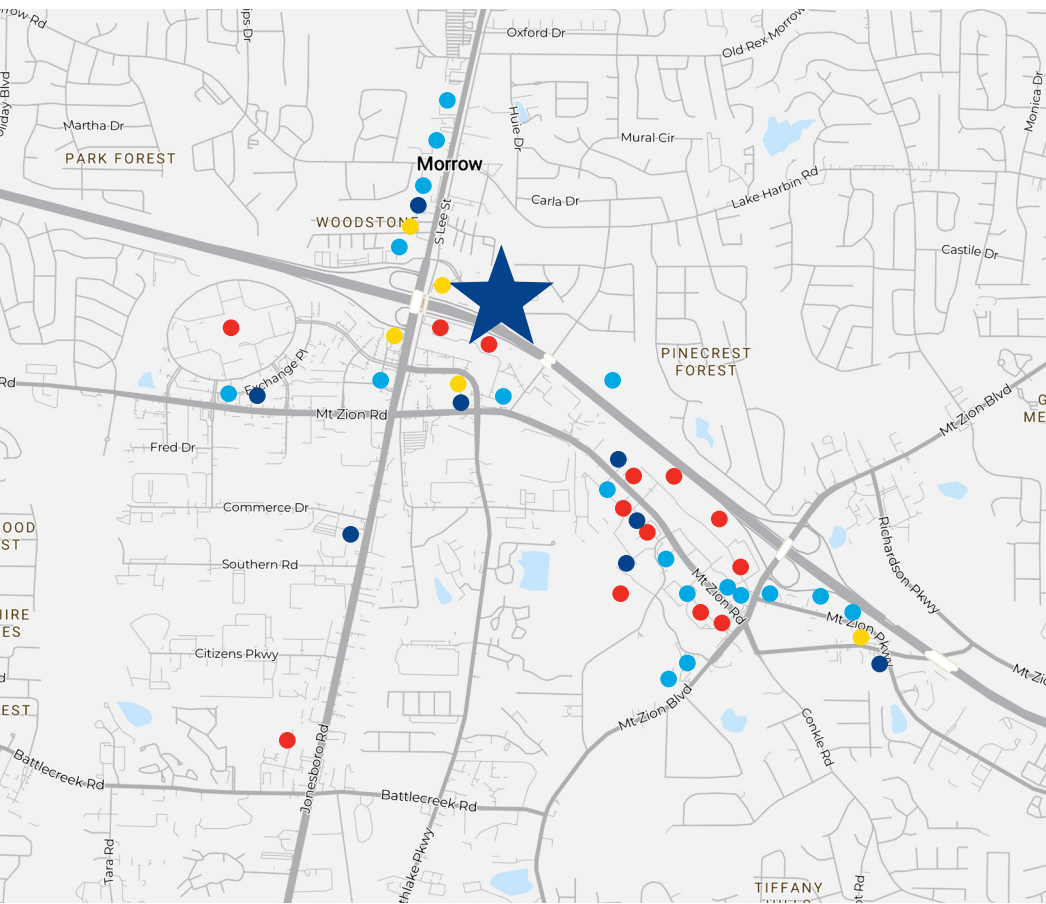 Oxford Dr
Old Rex Morrow
Monica Dr
Huie Dr
Martha Dr
Mural Cir
PARK FOREST
Morrow
Lake Harbin Rd
Carla Dr
S Lee St
WOODSTONE
Castile Dr
PINECREST
FOREST
Exchange Pl
Rd
Mt Zion Rd
Mt Zion Blvd
Fred Dr
Commerce Dr
Richardson Pkwy
Southern Rd
Mt Zion Rd
Mt Zion Pkwy
Citizens Pkwy
Mt Zion Blvd
Conkle Rd
Jonesboro Rd
Battlecreek Rd
Battlecreek Rd
Tara Rd
TIFFANY